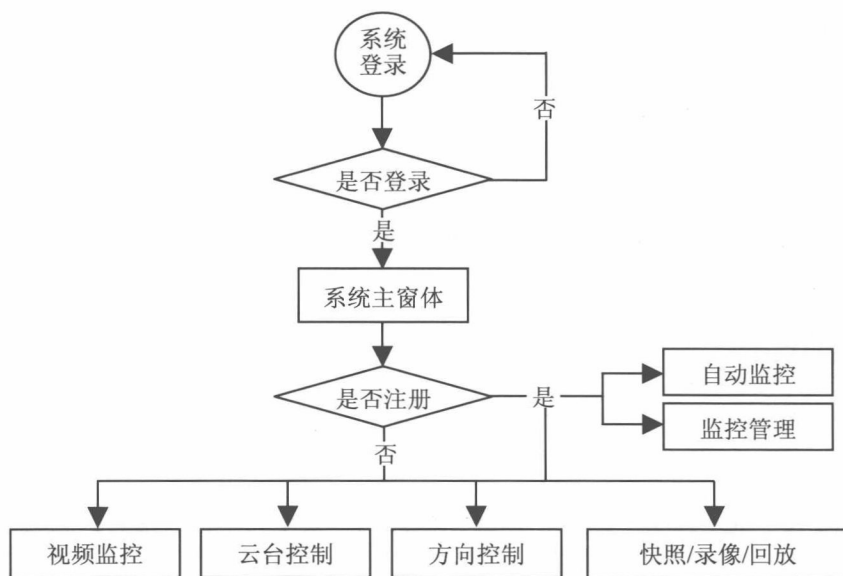 系统
登录
否
是否登录
是
系统主窗体
是否注册
是
自动监控
监控管理
否
视频监控
云台控制
方向控制
快照/录像/回放